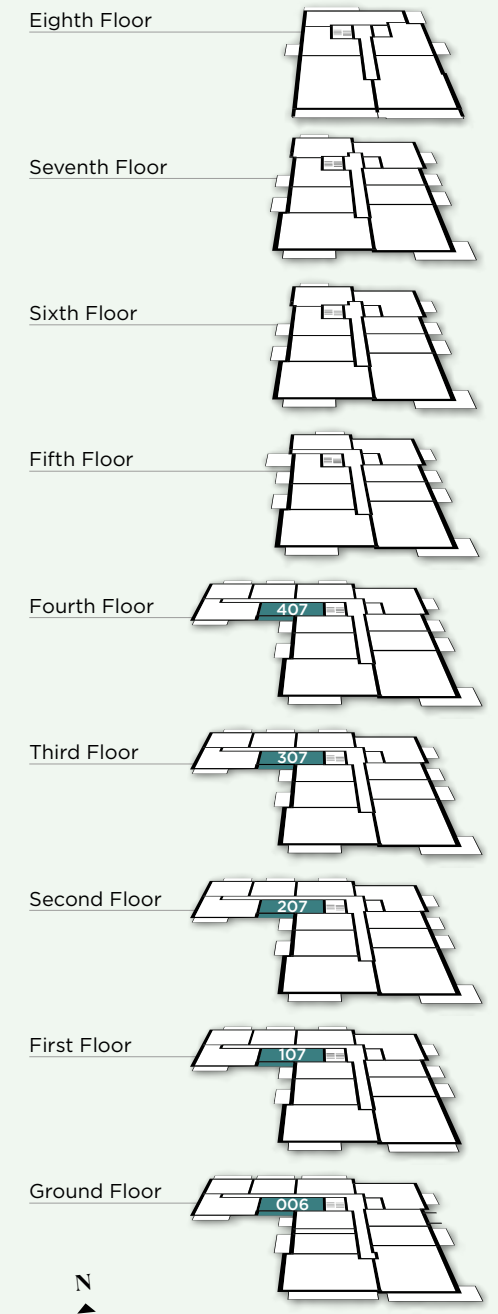 Eighth Floor
Seventh Floor
Sixth Floor
Fifth Floor
Fourth Floor
407
Third Floor
307
Second Floor
207
First Floor
107
Ground Floor
006
N